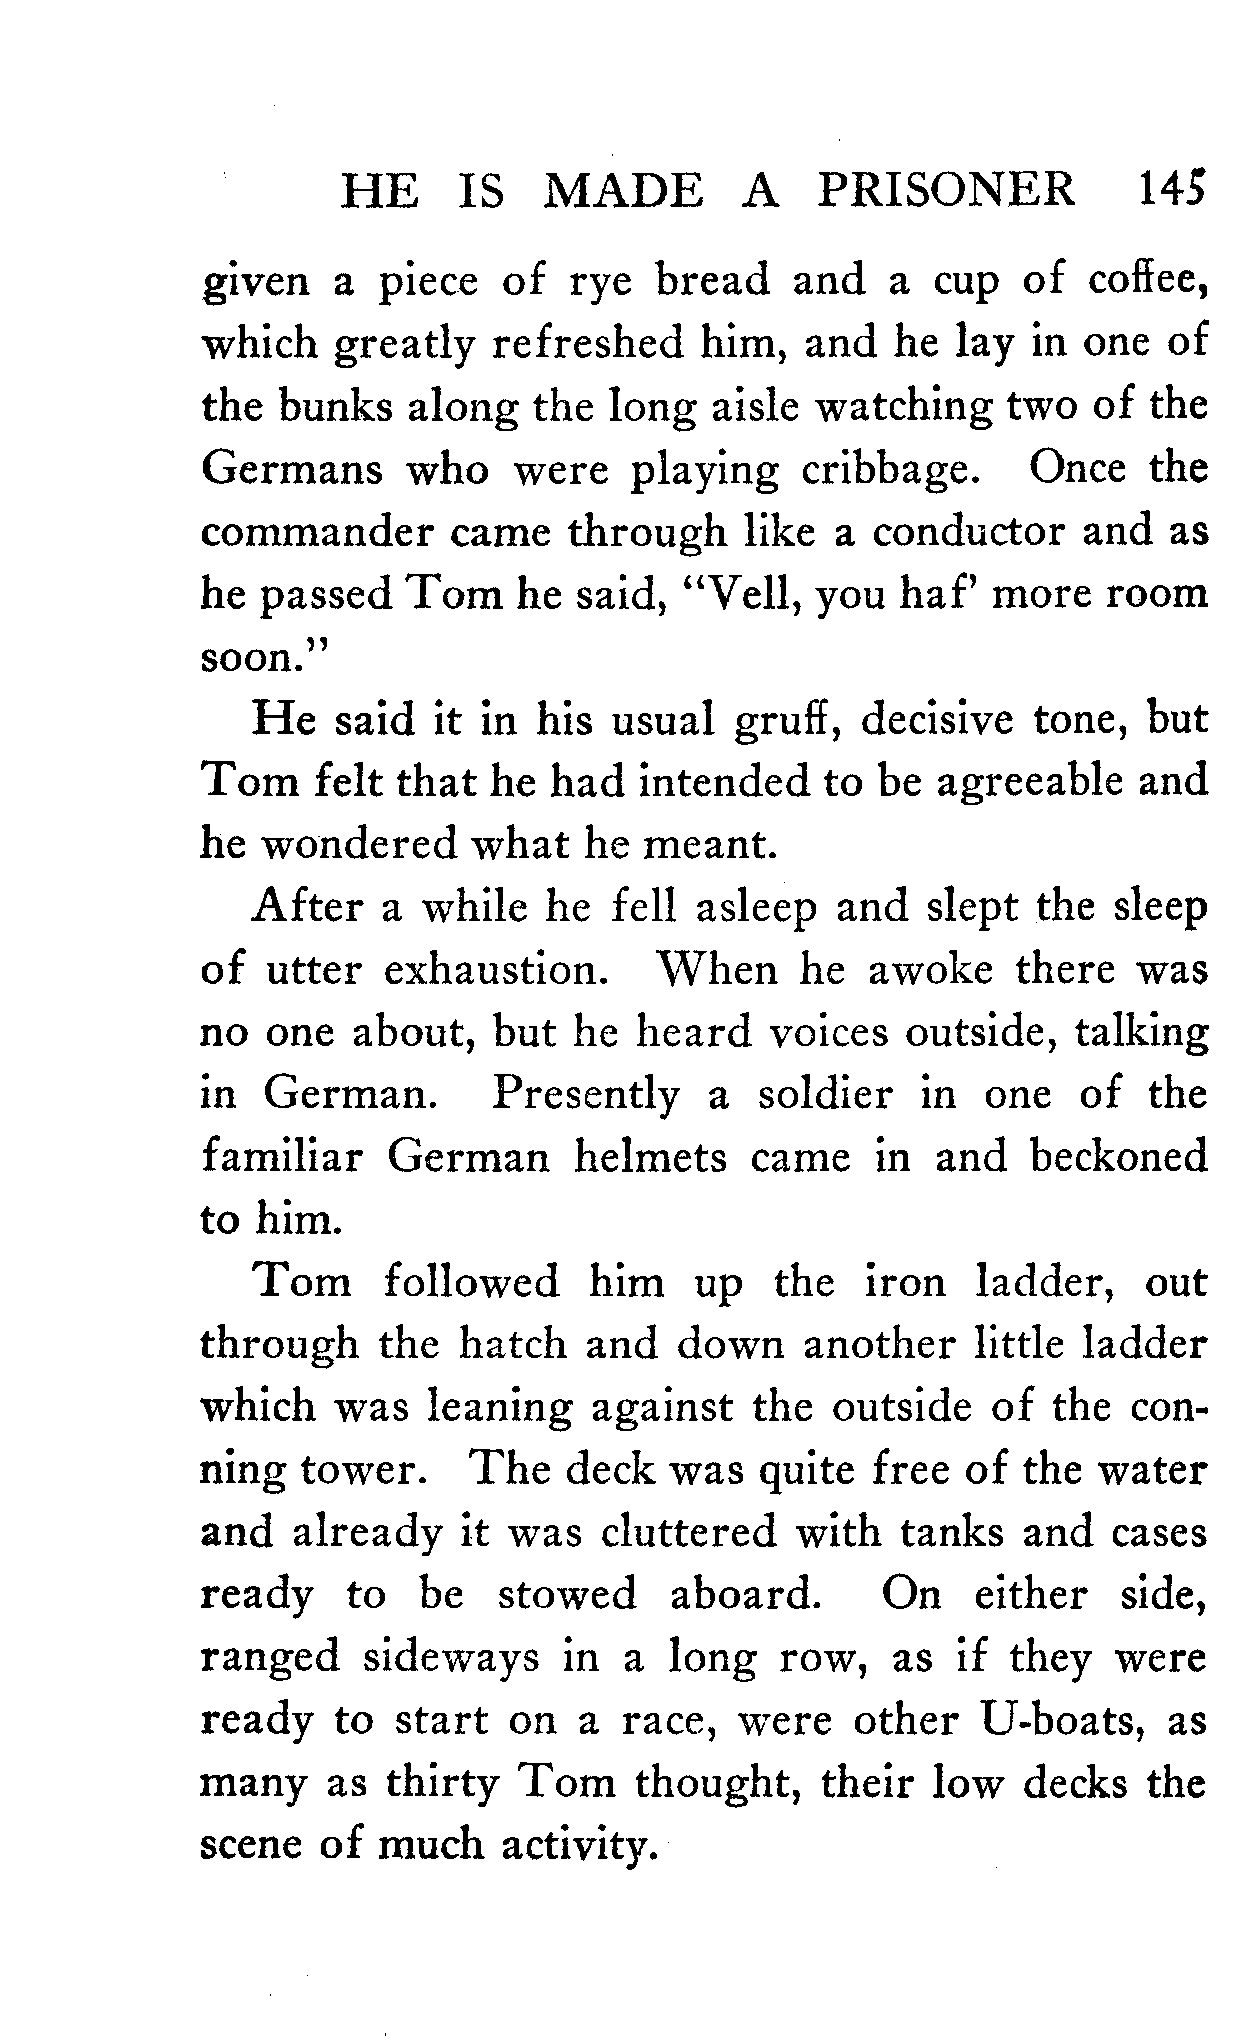 HE IS MADE A PRISONER 145
given a piece of rye bread and a cup of coffee,
which greatly refreshed him, and he lay in one of
the bunks along the long aisle watching two of the
Germans who were playing cribbage. Once the
commander came through like a conductor and as
he passed Tom he said, “Vell, you haf’ more room
soon.”
He said it in his usual gruff, decisive tone, but
Tom felt that he had intended to be agreeable and
he wondered what he meant.
After a while he fell asleep and slept the sleep
of utter exhaustion. When he awoke there was
no one about, but he heard voices outside, talking
in German. Presently a soldier in one of the
familiar German helmets came in and beckoned
to him.
Tom followed him up the iron ladder, out
through the hatch and down another little ladder
which was leaning against the outside of the con-
ning tower. The deck was quite free of the water
and already it was cluttered with tanks and cases
ready to be stowed aboard. On either side,
ranged sideways in a long row, as if they were
ready to start on a race, were other U-boats, as
many as thirty Tom thought, their low decks the
scene of much activity.